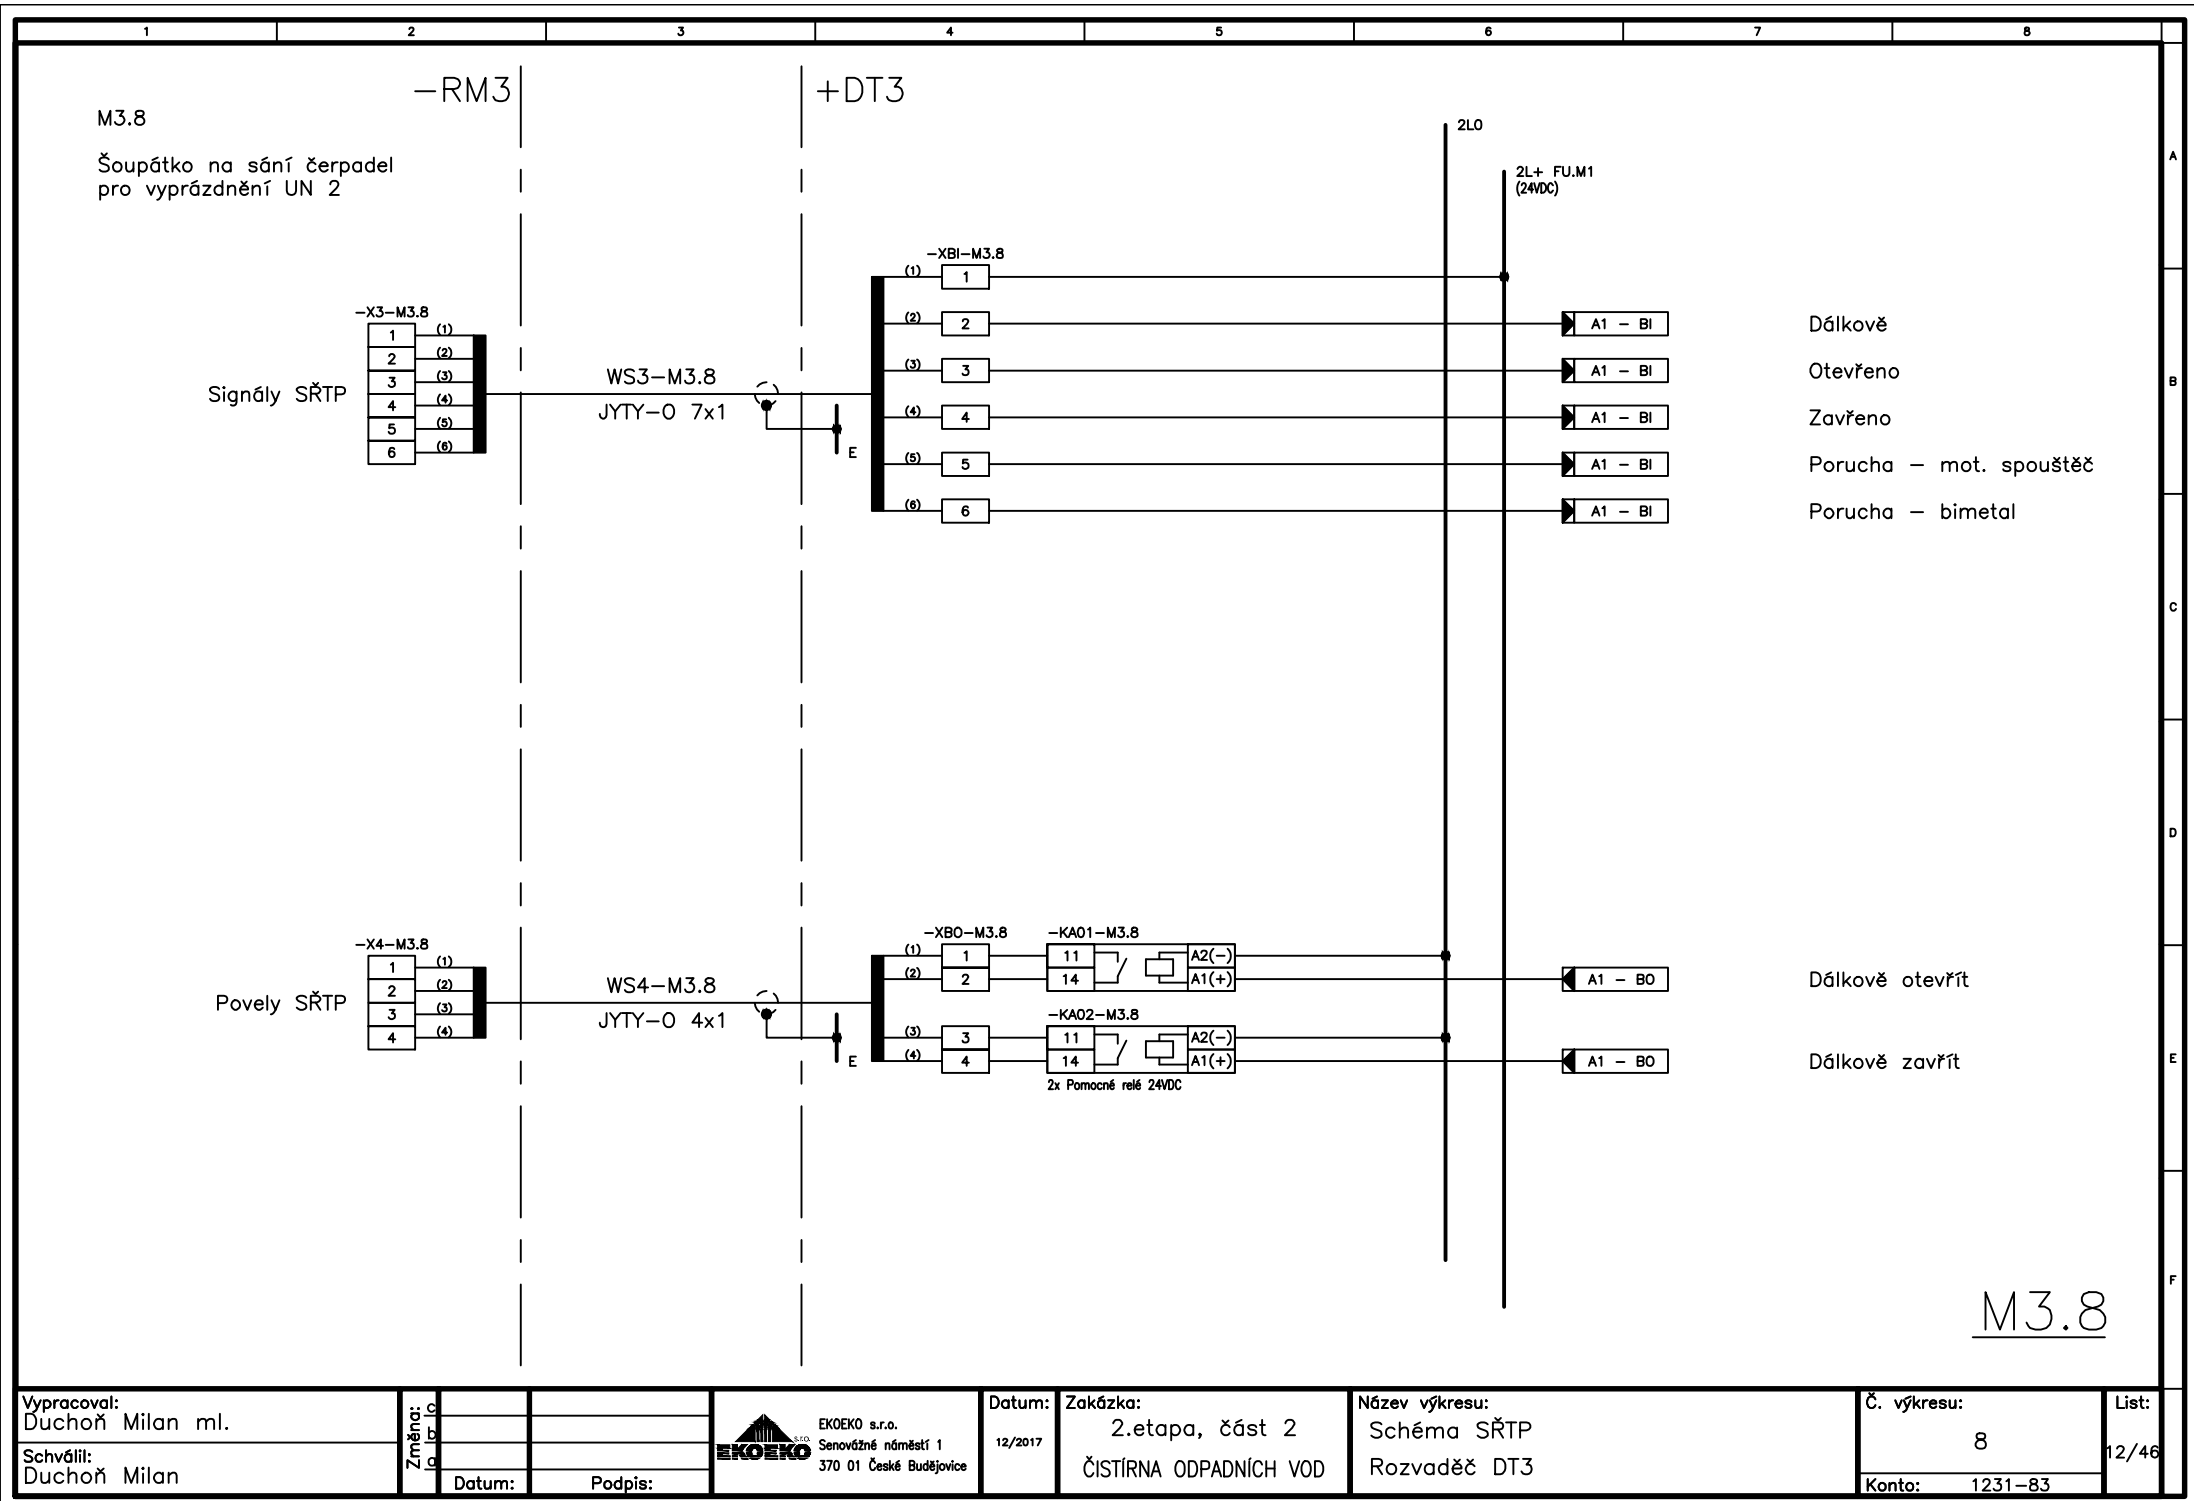 1 2 3 4 5 6 7 8
-RM3
+DT3
M3.8
Šoupátko na sání čerpadel
pro vyprázdnění UN 2
2L0
2L+ FU.M1
(24VDC)
A
B
C
D
E
F
-XBI-M3.8
(1) 1
(2) 2 A1 - BI Dálkově
(3) 3 A1 - BI Otevřeno
(4) 4 A1 - BI Zavřeno
(5) 5 A1 - BI Porucha - mot. spouštěč
(6) 6 A1 - BI Porucha - bimetal
-X3-M3.8
1 (1)
2 (2)
3 (3)
4 (4)
5 (5)
6 (6)
Signály SŘTP
WS3-M3.8
JYTY-O 7x1
E
-X4-M3.8
1 (1)
2 (2)
3 (3)
4 (4)
Povely SŘTP
WS4-M3.8
JYTY-O 4x1
E
-XBO-M3.8 -KA01-M3.8
(1) 1 11 A2(-)
(2) 2 14 A1(+) A1 - BO Dálkově otevřít
-KA02-M3.8
(3) 3 11 A2(-)
(4) 4 14 A1(+) A1 - BO Dálkově zavřít
2x Pomocné relé 24VDC
M3.8
Vypracoval:
Duchoň Milan ml.
Schválil:
Duchoň Milan
Změna:
c
b
a
Datum: Podpis:
EKOEKO s.r.o.
EKOEKO s.r.o.
Senovážné náměstí 1
370 01 České Budějovice
Datum:
12/2017
Zakázka:
2.etapa, část 2
ČISTÍRNA ODPADNÍCH VOD
Název výkresu:
Schéma SŘTP
Rozvaděč DT3
Č. výkresu:
8
Konto: 1231-83
List:
12/46